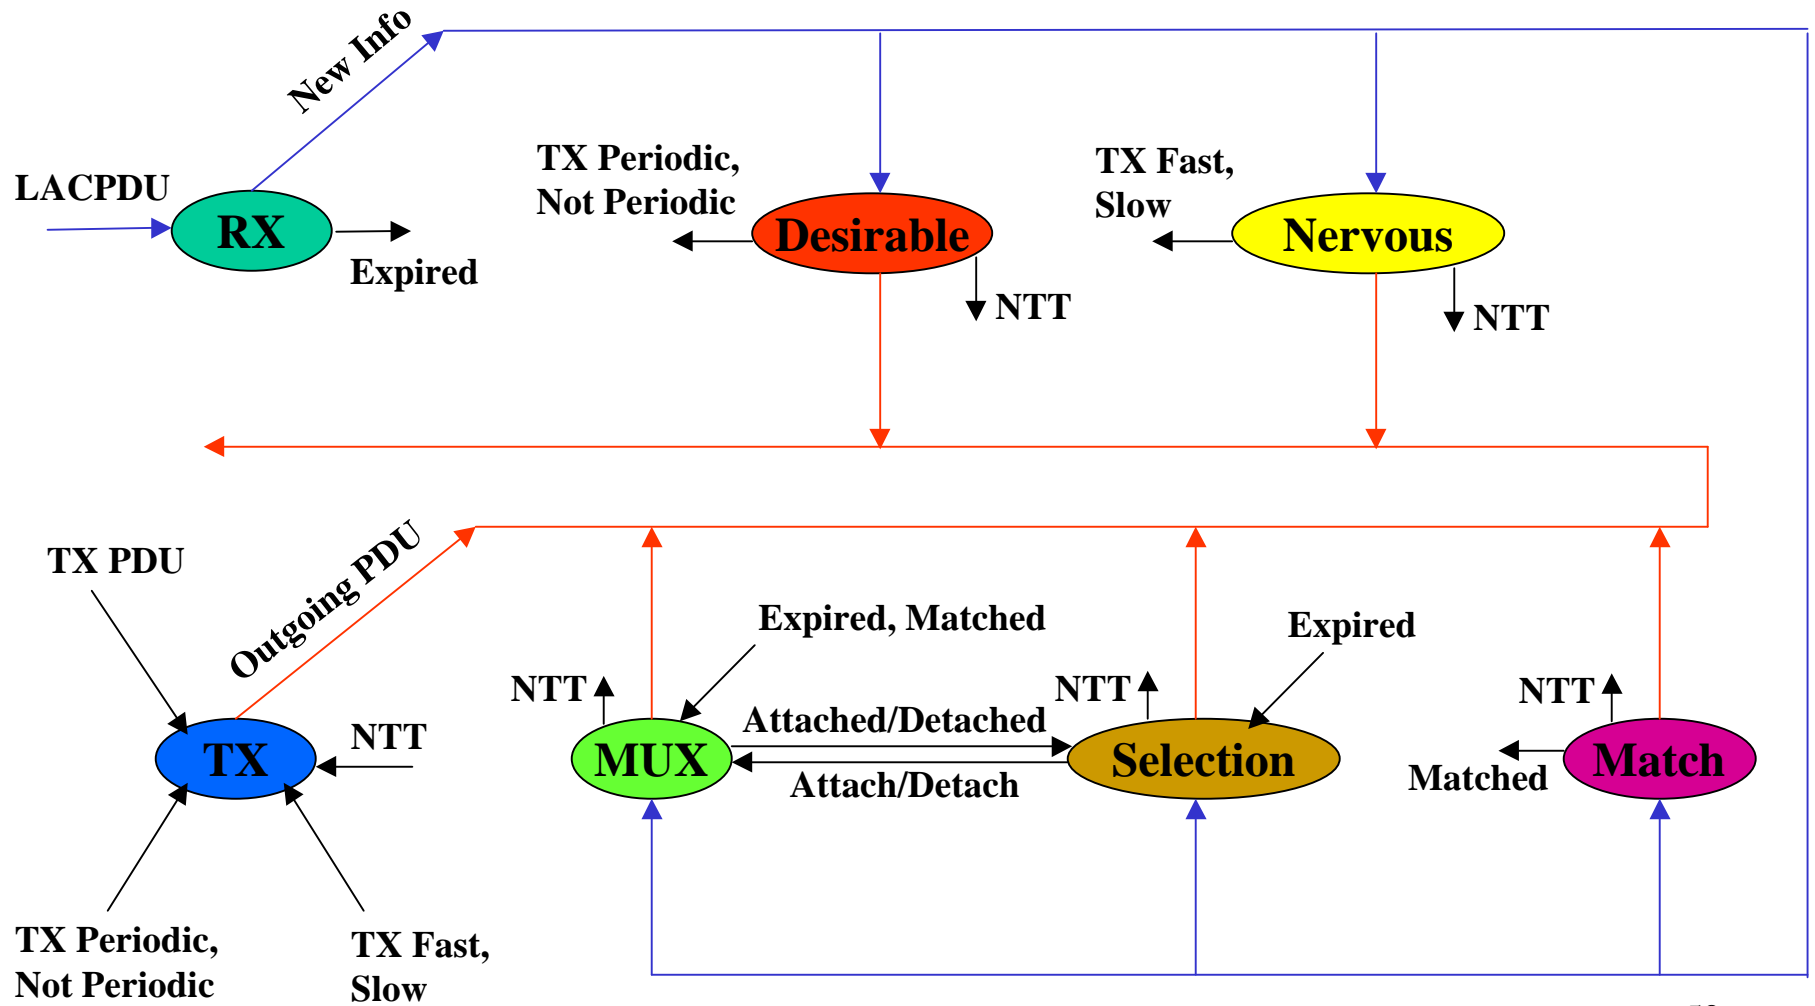 New Info
LACPDU
RX
Expired
TX Periodic,
Not Periodic
Desirable
NTT
TX Fast,
Slow
Nervous
NTT
TX PDU
Outgoing PDU
TX
NTT
TX Periodic,
Not Periodic
TX Fast,
Slow
Expired, Matched
NTT
MUX
Attached/Detached
Attach/Detach
Expired
NTT
Selection
NTT
Matched
Match